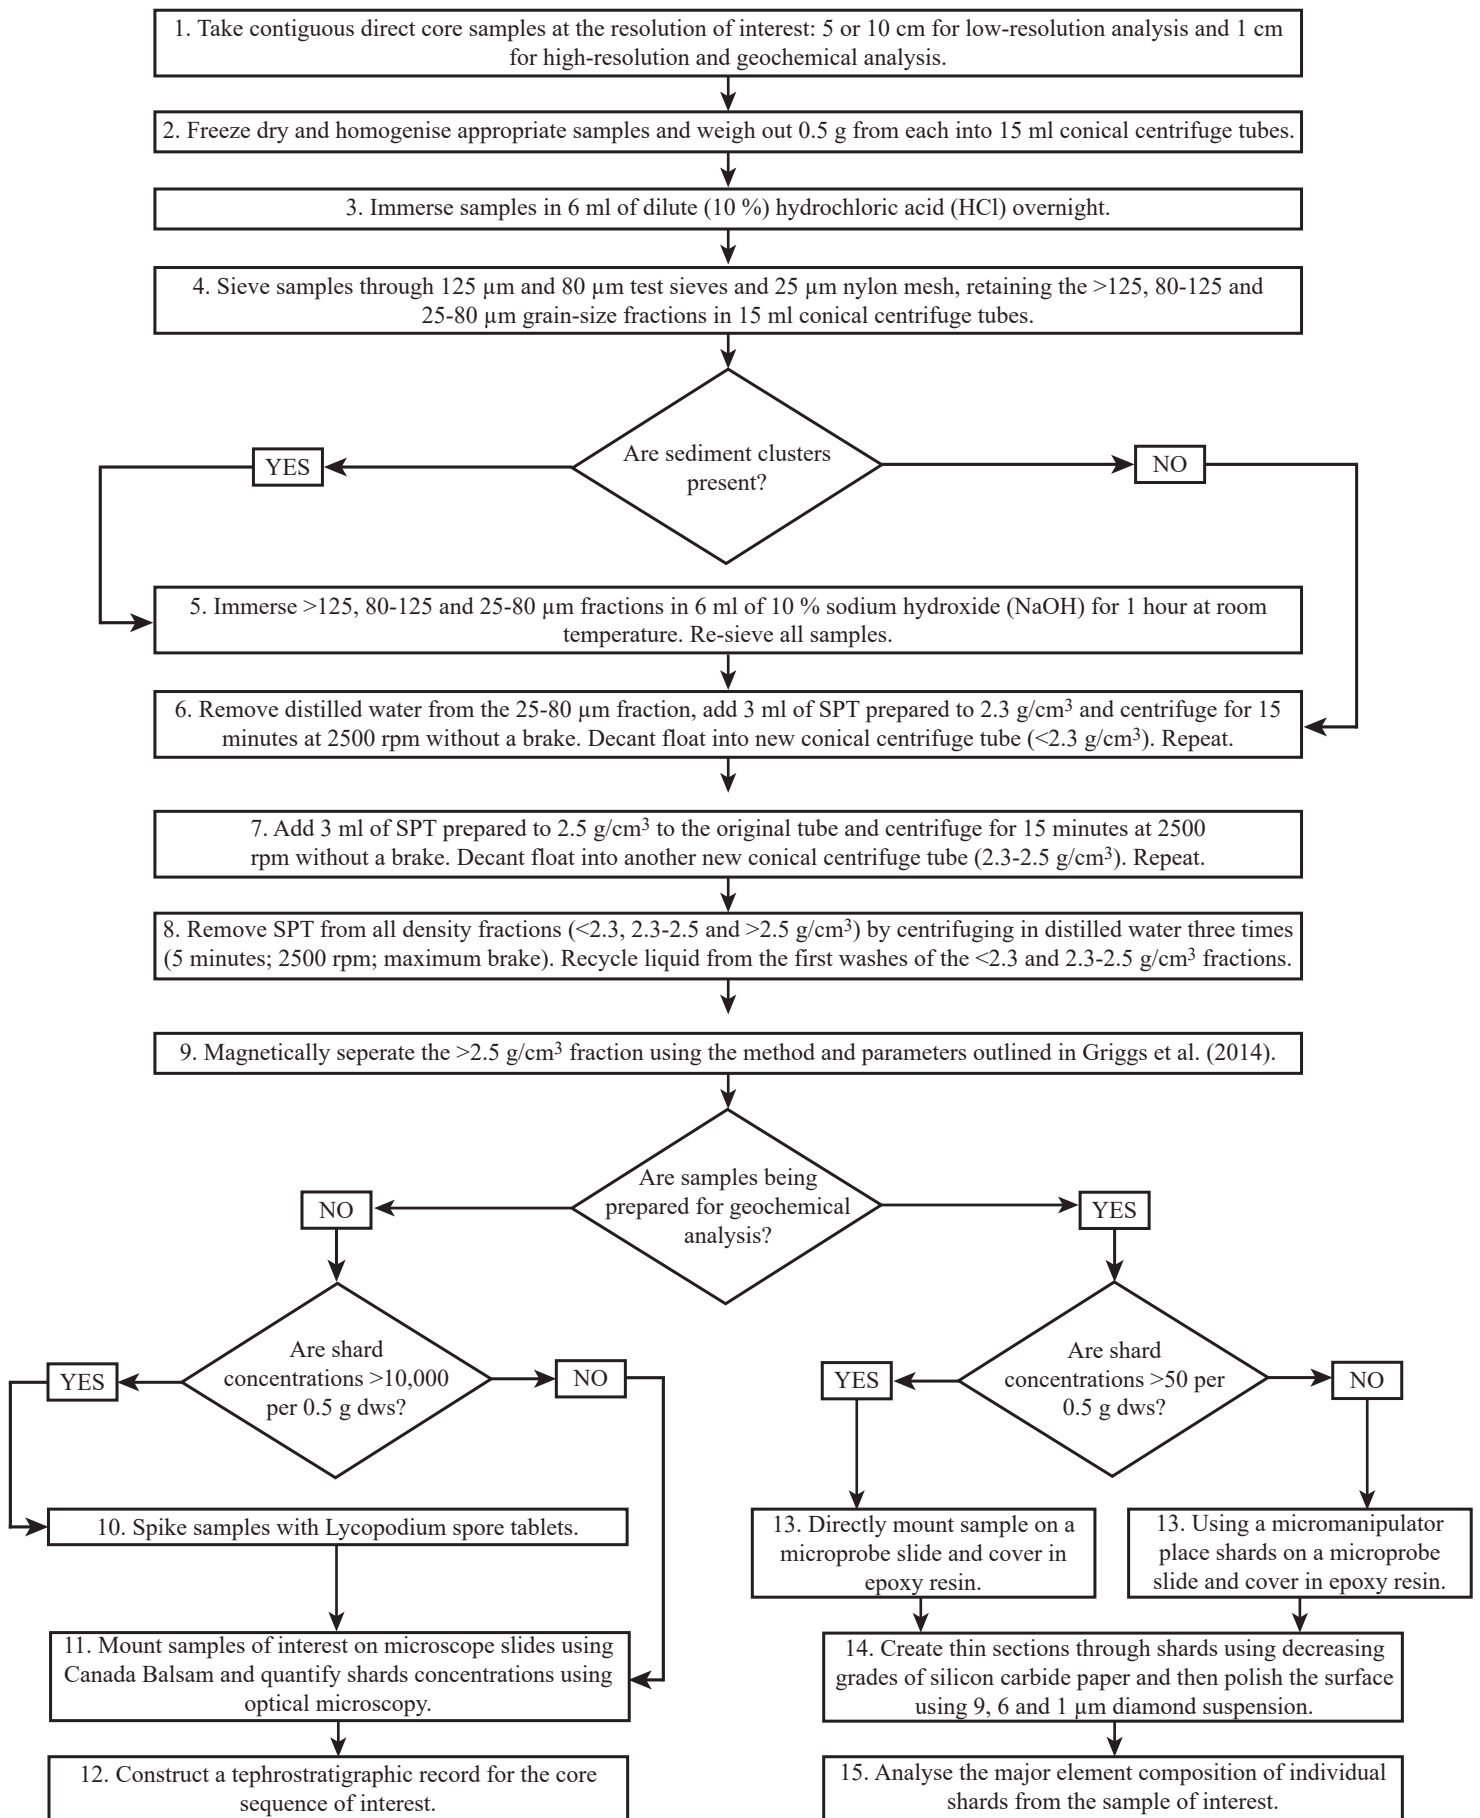 1. Take contiguous direct core samples at the resolution of interest: 5 or 10 cm for low-resolution analysis and 1 cm
for high-resolution and geochemical analysis.
2. Freeze dry and homogenise appropriate samples and weigh out 0.5 g from each into 15 ml conical centrifuge tubes.
3. Immerse samples in 6 ml of dilute (10 %) hydrochloric acid (HCl) overnight.
4. Sieve samples through 125 µm and 80 µm test sieves and 25 µm nylon mesh, retaining the >125, 80-125 and
25-80 µm grain-size fractions in 15 ml conical centrifuge tubes.
Are sediment clusters
present?
YES
NO
5. Immerse >125, 80-125 and 25-80 µm fractions in 6 ml of 10 % sodium hydroxide (NaOH) for 1 hour at room
temperature. Re-sieve all samples.
6. Remove distilled water from the 25-80 µm fraction, add 3 ml of SPT prepared to 2.3 g/cm³ and centrifuge for 15
minutes at 2500 rpm without a brake. Decant float into new conical centrifuge tube (<2.3 g/cm³). Repeat.
7. Add 3 ml of SPT prepared to 2.5 g/cm³ to the original tube and centrifuge for 15 minutes at 2500
rpm without a brake. Decant float into another new conical centrifuge tube (2.3-2.5 g/cm³). Repeat.
8. Remove SPT from all density fractions (<2.3, 2.3-2.5 and >2.5 g/cm³) by centrifuging in distilled water three times
(5 minutes; 2500 rpm; maximum brake). Recycle liquid from the first washes of the <2.3 and 2.3-2.5 g/cm³ fractions.
9. Magnetically seperate the >2.5 g/cm³ fraction using the method and parameters outlined in Griggs et al. (2014).
Are samples being
prepared for geochemical
analysis?
NO
YES
Are shard
concentrations >10,000
per 0.5 g dws?
YES
NO
Are shard
concentrations >50 per
0.5 g dws?
YES
NO
10. Spike samples with Lycopodium spore tablets.
11. Mount samples of interest on microscope slides using
Canada Balsam and quantify shards concentrations using
optical microscopy.
12. Construct a tephrostratigraphic record for the core
sequence of interest.
13. Directly mount sample on a
microprobe slide and cover in
epoxy resin.
13. Using a micromanipulator
place shards on a microprobe
slide and cover in epoxy resin.
14. Create thin sections through shards using decreasing
grades of silicon carbide paper and then polish the surface
using 9, 6 and 1 µm diamond suspension.
15. Analyse the major element composition of individual
shards from the sample of interest.